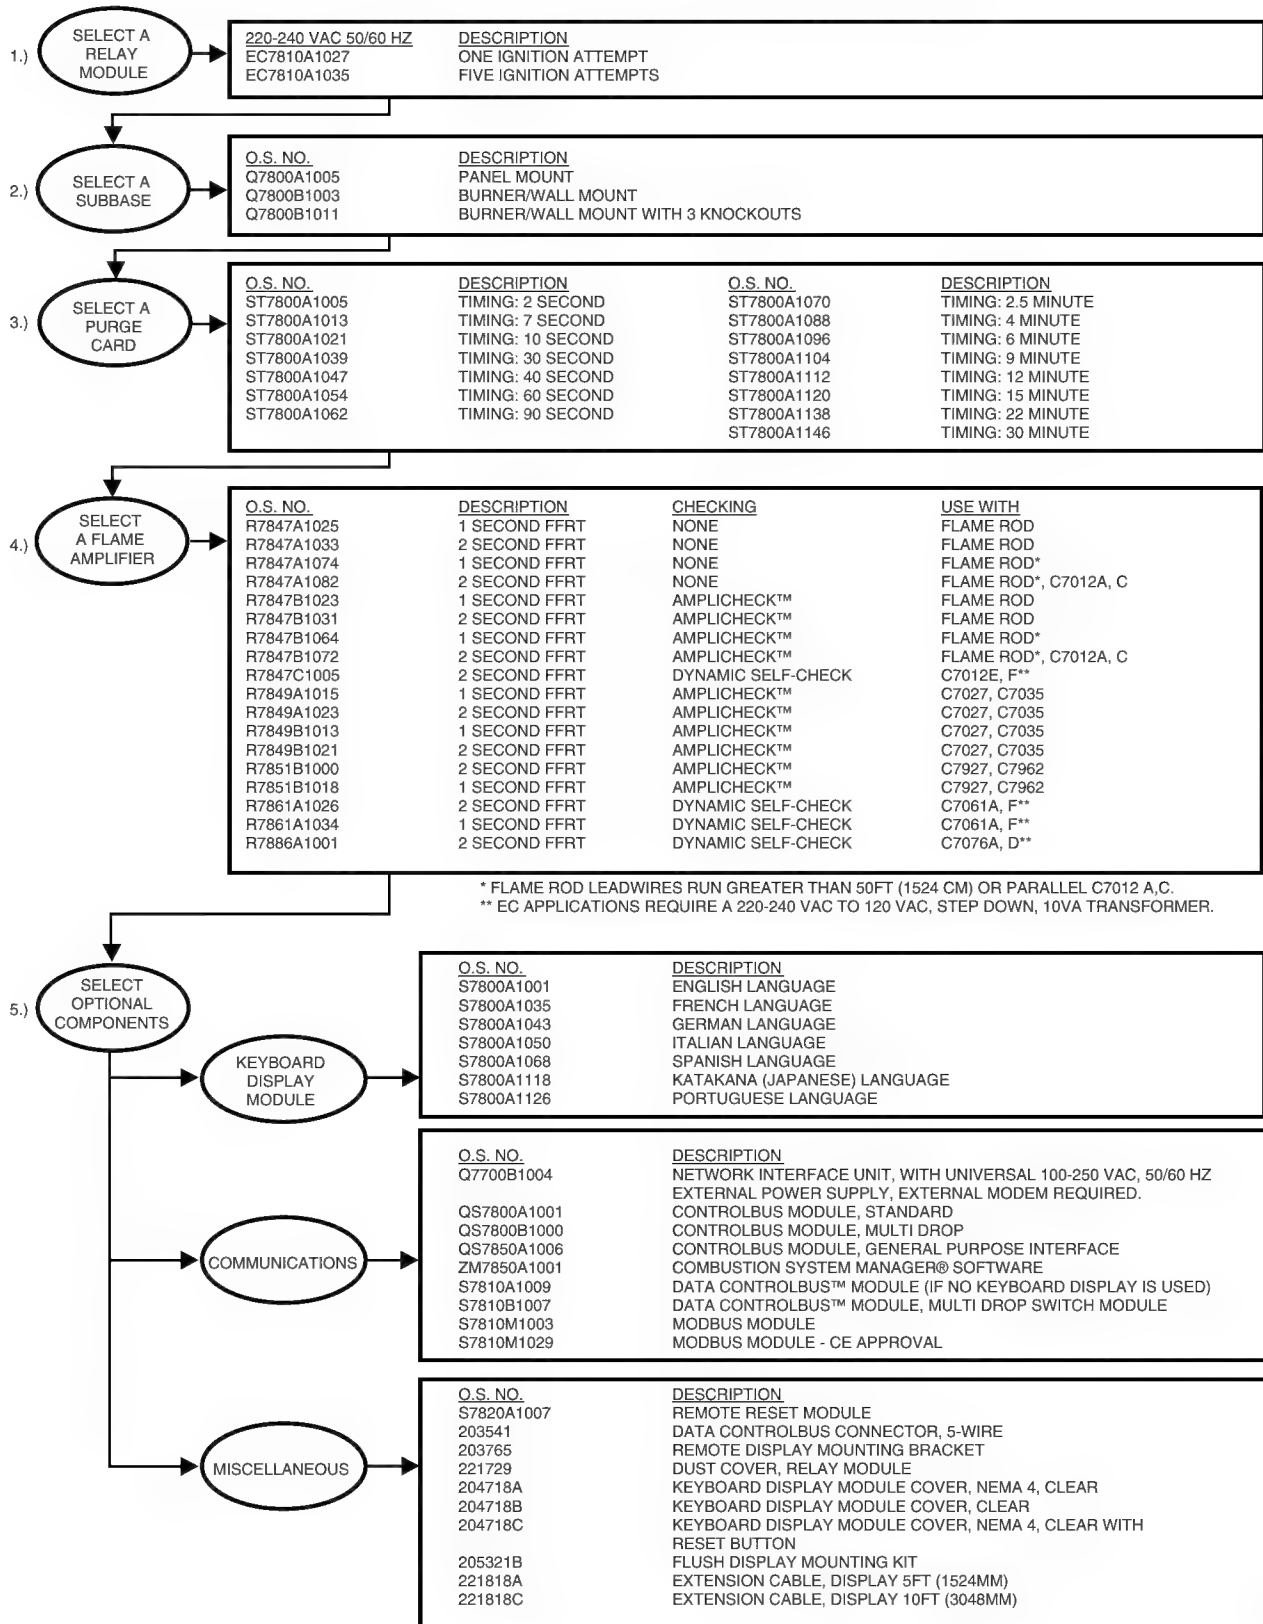 1.) SELECT A
RELAY
MODULE
220-240 VAC 50/60 HZ DESCRIPTION
EC7810A1027 ONE IGNITION ATTEMPT
EC7810A1035 FIVE IGNITION ATTEMPTS
2.) SELECT A
SUBBASE
O.S. NO. DESCRIPTION
Q7800A1005 PANEL MOUNT
Q7800B1003 BURNER/WALL MOUNT
Q7800B1011 BURNER/WALL MOUNT WITH 3 KNOCKOUTS
3.) SELECT A
PURGE
CARD
O.S. NO. DESCRIPTION O.S. NO. DESCRIPTION
ST7800A1005 TIMING: 2 SECOND ST7800A1070 TIMING: 2.5 MINUTE
ST7800A1013 TIMING: 7 SECOND ST7800A1088 TIMING: 4 MINUTE
ST7800A1021 TIMING: 10 SECOND ST7800A1096 TIMING: 6 MINUTE
ST7800A1039 TIMING: 30 SECOND ST7800A1104 TIMING: 9 MINUTE
ST7800A1047 TIMING: 40 SECOND ST7800A1112 TIMING: 12 MINUTE
ST7800A1054 TIMING: 60 SECOND ST7800A1120 TIMING: 15 MINUTE
ST7800A1062 TIMING: 90 SECOND ST7800A1138 TIMING: 22 MINUTE
ST7800A1146 TIMING: 30 MINUTE
4.) SELECT
A FLAME
AMPLIFIER
O.S. NO. DESCRIPTION CHECKING USE WITH
R7847A1025 1 SECOND FFRT NONE FLAME ROD
R7847A1033 2 SECOND FFRT NONE FLAME ROD
R7847A1074 1 SECOND FFRT NONE FLAME ROD*
R7847A1082 2 SECOND FFRT NONE FLAME ROD*, C7012A, C
R7847B1023 1 SECOND FFRT AMPLICHECK™ FLAME ROD
R7847B1031 2 SECOND FFRT AMPLICHECK™ FLAME ROD
R7847B1064 1 SECOND FFRT AMPLICHECK™ FLAME ROD*
R7847B1072 2 SECOND FFRT AMPLICHECK™ FLAME ROD*, C7012A, C
R7847C1005 2 SECOND FFRT DYNAMIC SELF-CHECK C7012E, F**
R7849A1015 1 SECOND FFRT AMPLICHECK™ C7027, C7035
R7849A1023 2 SECOND FFRT AMPLICHECK™ C7027, C7035
R7849B1013 1 SECOND FFRT AMPLICHECK™ C7027, C7035
R7849B1021 2 SECOND FFRT AMPLICHECK™ C7027, C7035
R7851B1000 2 SECOND FFRT AMPLICHECK™ C7927, C7962
R7851B1018 1 SECOND FFRT AMPLICHECK™ C7927, C7962
R7861A1026 2 SECOND FFRT DYNAMIC SELF-CHECK C7061A, F**
R7861A1034 1 SECOND FFRT DYNAMIC SELF-CHECK C7061A, F**
R7886A1001 2 SECOND FFRT DYNAMIC SELF-CHECK C7076A, D**
* FLAME ROD LEADWIRES RUN GREATER THAN 50FT (1524 CM) OR PARALLEL C7012 A,C.
** EC APPLICATIONS REQUIRE A 220-240 VAC TO 120 VAC, STEP DOWN, 10VA TRANSFORMER.
5.) SELECT
OPTIONAL
COMPONENTS
KEYBOARD
DISPLAY
MODULE
O.S. NO. DESCRIPTION
S7800A1001 ENGLISH LANGUAGE
S7800A1035 FRENCH LANGUAGE
S7800A1043 GERMAN LANGUAGE
S7800A1050 ITALIAN LANGUAGE
S7800A1068 SPANISH LANGUAGE
S7800A1118 KATAKANA (JAPANESE) LANGUAGE
S7800A1126 PORTUGUESE LANGUAGE
COMMUNICATIONS
O.S. NO. DESCRIPTION
Q7700B1004 NETWORK INTERFACE UNIT, WITH UNIVERSAL 100-250 VAC, 50/60 HZ
EXTERNAL POWER SUPPLY, EXTERNAL MODEM REQUIRED.
QS7800A1001 CONTROLBUS MODULE, STANDARD
QS7800B1000 CONTROLBUS MODULE, MULTI DROP
QS7850A1006 CONTROLBUS MODULE, GENERAL PURPOSE INTERFACE
ZM7850A1001 COMBUSTION SYSTEM MANAGER® SOFTWARE
S7810A1009 DATA CONTROLBUS™ MODULE (IF NO KEYBOARD DISPLAY IS USED)
S7810B1007 DATA CONTROLBUS™ MODULE, MULTI DROP SWITCH MODULE
S7810M1003 MODBUS MODULE
S7810M1029 MODBUS MODULE - CE APPROVAL
MISCELLANEOUS
O.S. NO. DESCRIPTION
S7820A1007 REMOTE RESET MODULE
203541 DATA CONTROLBUS CONNECTOR, 5-WIRE
203765 REMOTE DISPLAY MOUNTING BRACKET
221729 DUST COVER, RELAY MODULE
204718A KEYBOARD DISPLAY MODULE COVER, NEMA 4, CLEAR
204718B KEYBOARD DISPLAY MODULE COVER, CLEAR
204718C KEYBOARD DISPLAY MODULE COVER, NEMA 4, CLEAR WITH
RESET BUTTON
205321B FLUSH DISPLAY MOUNTING KIT
221818A EXTENSION CABLE, DISPLAY 5FT (1524MM)
221818C EXTENSION CABLE, DISPLAY 10FT (3048MM)